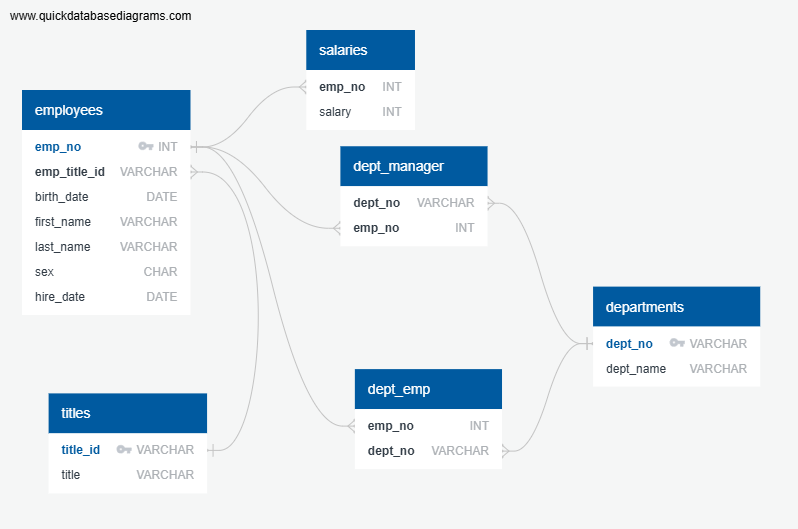 www.quickdatabasediagrams.com
salaries
emp_no INT
salary INT
employees
emp_no INT
emp_title_id VARCHAR
birth_date DATE
first_name VARCHAR
last_name VARCHAR
sex CHAR
hire_date DATE
dept_manager
dept_no VARCHAR
emp_no INT
departments
dept_no VARCHAR
dept_name VARCHAR
dept_emp
emp_no INT
dept_no VARCHAR
titles
title_id VARCHAR
title VARCHAR